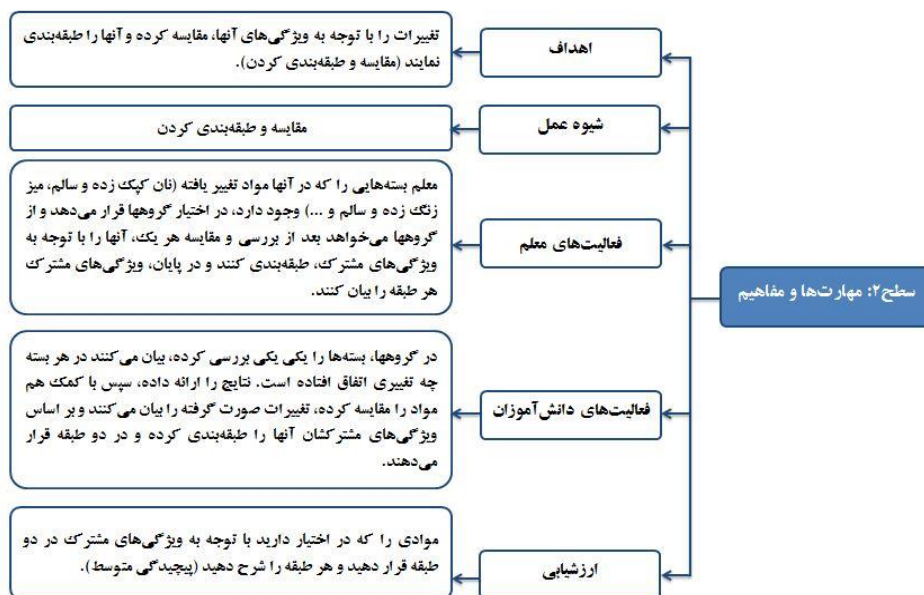 سطح۲: مهارت‌ها و مفاهیم
اهداف
تغییرات را با توجه به ویژگی‌های آنها، مقایسه کرده و آنها را طبقه‌بندی
نمایند (مقایسه و طبقه‌بندی کردن).
شیوه عمل
مقایسه و طبقه‌بندی کردن
فعالیت‌های معلم
معلم بسته‌هایی را که در آنها مواد تغییر یافته (نان کپک زده و سالم، میز
زنگ زده و سالم و ...) وجود دارد، در اختیار گروهها قرار می‌دهد و از
گروهها می‌خواهد بعد از بررسی و مقایسه هر یک، آنها را با توجه به
ویژگی‌های مشترک، طبقه‌بندی کنند و در پایان، ویژگی‌های مشترک
هر طبقه را بیان کنند.
فعالیت‌های دانش‌آموزان
در گروهها، بسته‌ها را یکی یکی بررسی کرده، بیان می‌کنند در هر بسته
چه تغییری اتفاق افتاده است. نتایج را ارائه داده، سپس با کمک هم
مواد را مقایسه کرده، تغییرات صورت گرفته را بیان می‌کنند و بر اساس
ویژگی‌های مشترکشان آنها را طبقه‌بندی کرده و در دو طبقه قرار
می‌دهند.
ارزشیابی
موادی را که در اختیار دارید با توجه به ویژگی‌های مشترک در دو
طبقه قرار دهید و هر طبقه را شرح دهید (پیچیدگی متوسط).